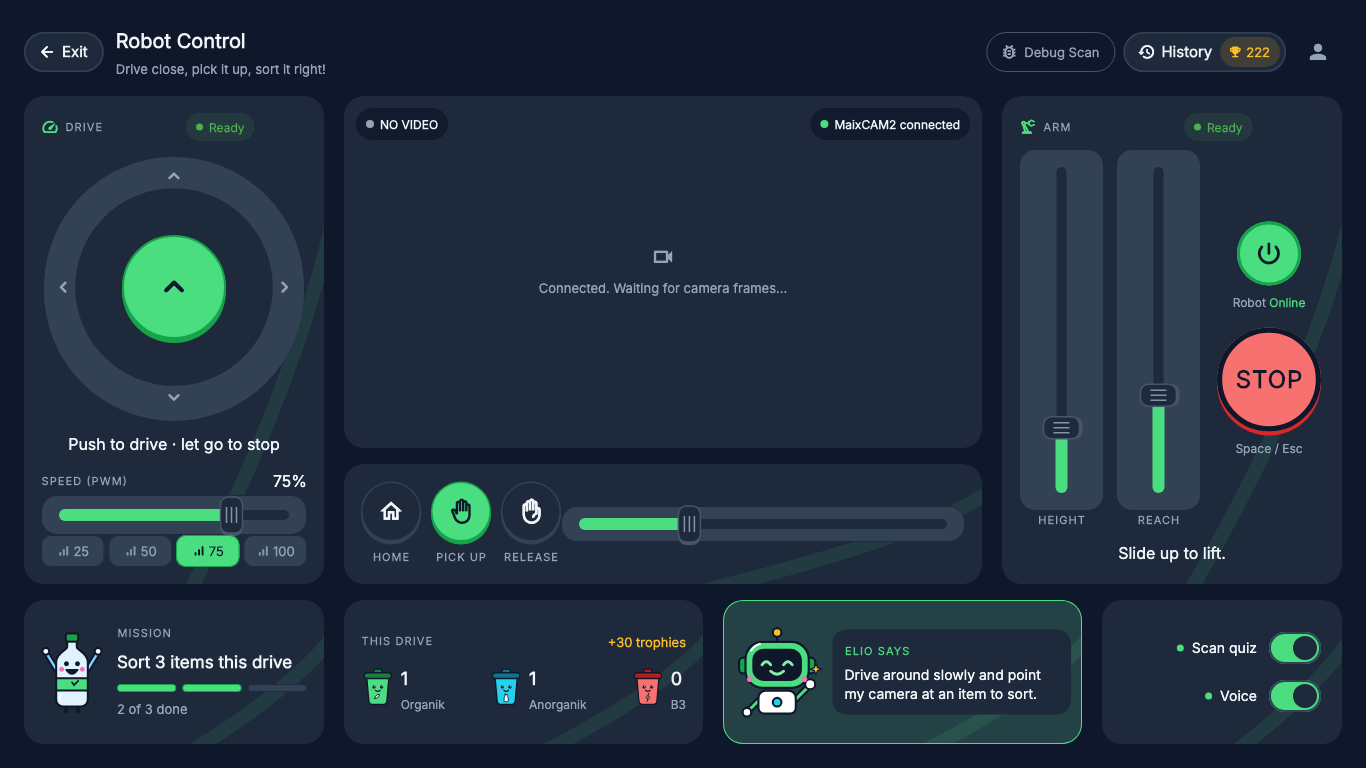 Exit
Robot Control
Drive close, pick it up, sort it right!
Debug Scan
History
222
DRIVE
Ready
Push to drive · let go to stop
SPEED (PWM)
75%
25
50
75
100
NO VIDEO
MaixCAM2 connected
Connected. Waiting for camera frames...
HOME
PICK UP
RELEASE
ARM
Ready
HEIGHT
REACH
Robot Online
STOP
Space / Esc
Slide up to lift.
MISSION
Sort 3 items this drive
2 of 3 done
THIS DRIVE
+30 trophies
1
Organik
1
Anorganik
0
B3
ELIO SAYS
Drive around slowly and point
my camera at an item to sort.
Scan quiz
Voice